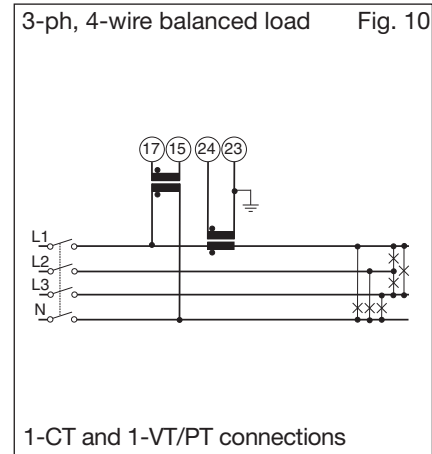 3-ph, 4-wire balanced load Fig. 10
17 15 24 23
L1
L2
L3
N
1-CT and 1-VT/PT connections